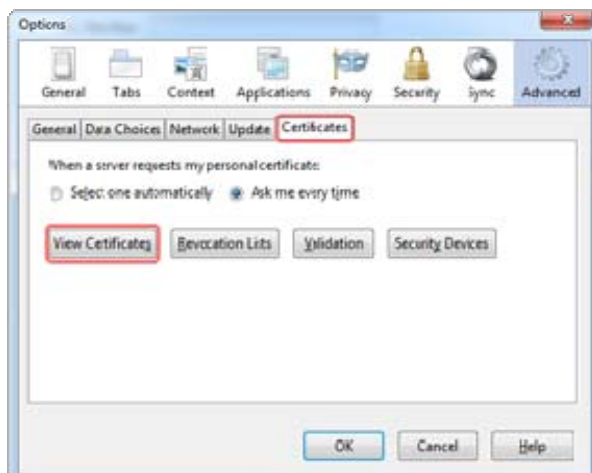 Options
General Tabs Content Applications Privacy Security Sync Advanced
General Data Choices Network Update Certificates
When a server requests my personal certificate:
Select one automatically Ask me every time
View Certificates Revocation Lists Validation Security Devices
OK Cancel Help